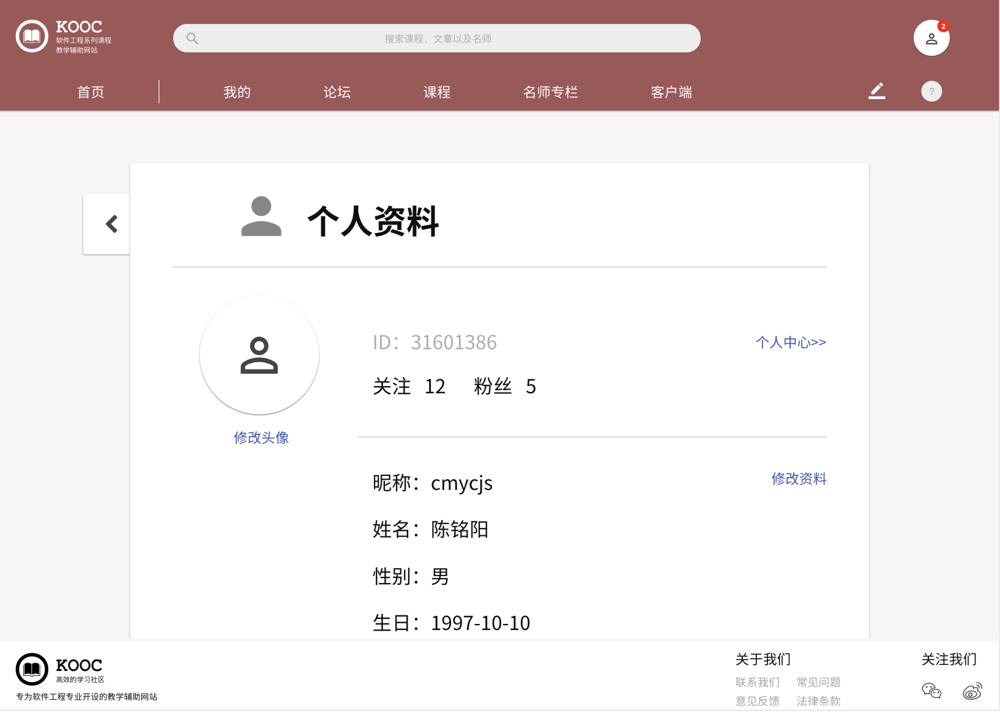 KOOC
软件工程系列课程
教学辅助网站
搜索课程、文章以及名师
2
首页
我的
论坛
课程
名师专栏
客户端
?
个人资料
ID：31601386
个人中心>>
关注 12 粉丝 5
修改头像
昵称：cmycjs
修改资料
姓名：陈铭阳
性别：男
生日：1997-10-10
KOOC
高效的学习社区
专为软件工程专业开设的教学辅助网站
关于我们
联系我们 常见问题
意见反馈 法律条款
关注我们